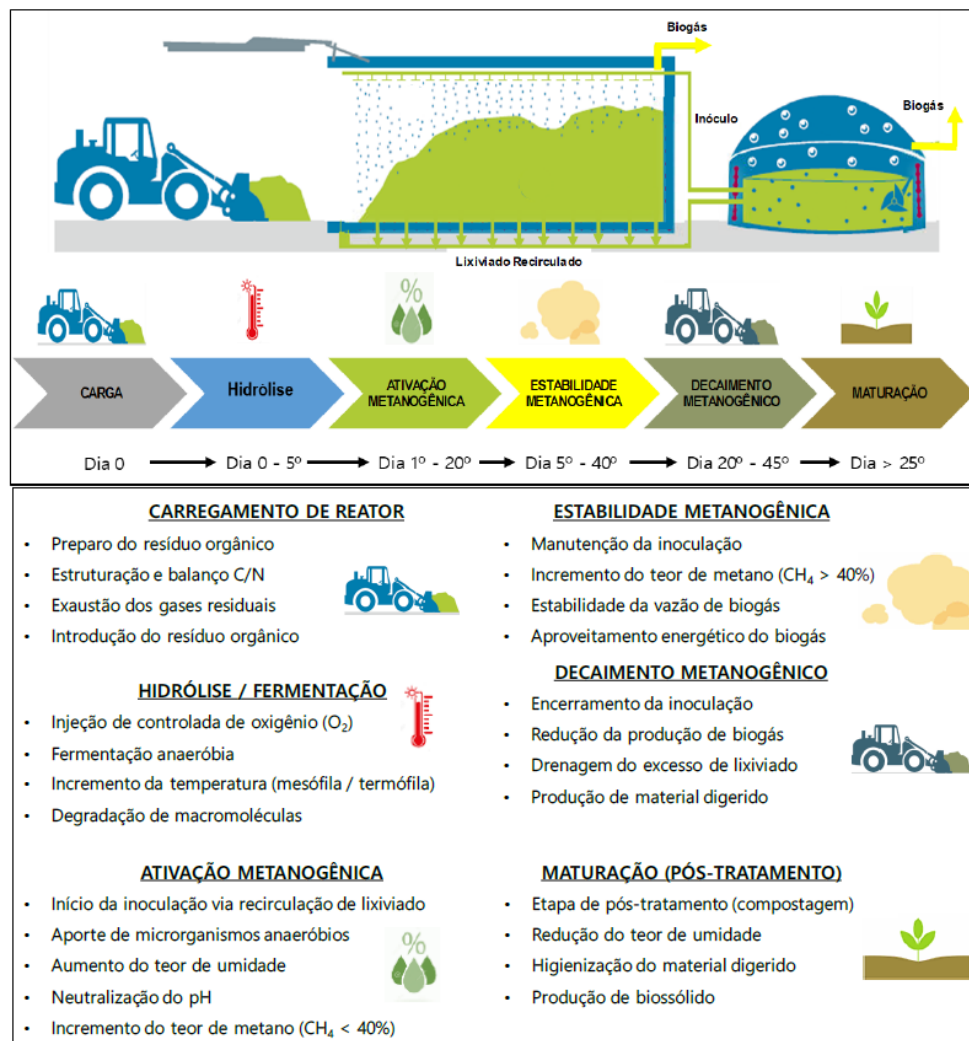 Biogás
Inóculo
Biogás
Lixiviado Recirculado
%
CARGA
Hidrólise
ATIVAÇÃO
METANOGÊNICA
ESTABILIDADE
METANOGÊNICA
DECAIMENTO
METANOGÊNICO
MATURAÇÃO
Dia 0
Dia 0 - 5º
Dia 1º - 20º
Dia 5º - 40º
Dia 20º - 45º
Dia > 25º
CARREGAMENTO DE REATOR
• Preparo do resíduo orgânico
• Estruturação e balanço C/N
• Exaustão dos gases residuais
• Introdução do resíduo orgânico
HIDRÓLISE / FERMENTAÇÃO
• Injeção de controlada de oxigênio (O₂)
• Fermentação anaeróbia
• Incremento da temperatura (mesófila / termófila)
• Degradação de macromoléculas
ATIVAÇÃO METANOGÊNICA
• Início da inoculação via recirculação de lixiviado
• Aporte de microrganismos anaeróbios
• Aumento do teor de umidade
• Neutralização do pH
• Incremento do teor de metano (CH₄ < 40%)
%
ESTABILIDADE METANOGÊNICA
• Manutenção da inoculação
• Incremento do teor de metano (CH₄ > 40%)
• Estabilidade da vazão de biogás
• Aproveitamento energético do biogás
DECAIMENTO METANOGÊNICO
• Encerramento da inoculação
• Redução da produção de biogás
• Drenagem do excesso de lixiviado
• Produção de material digerido
MATURAÇÃO (PÓS-TRATAMENTO)
• Etapa de pós-tratamento (compostagem)
• Redução do teor de umidade
• Higienização do material digerido
• Produção de biossólido